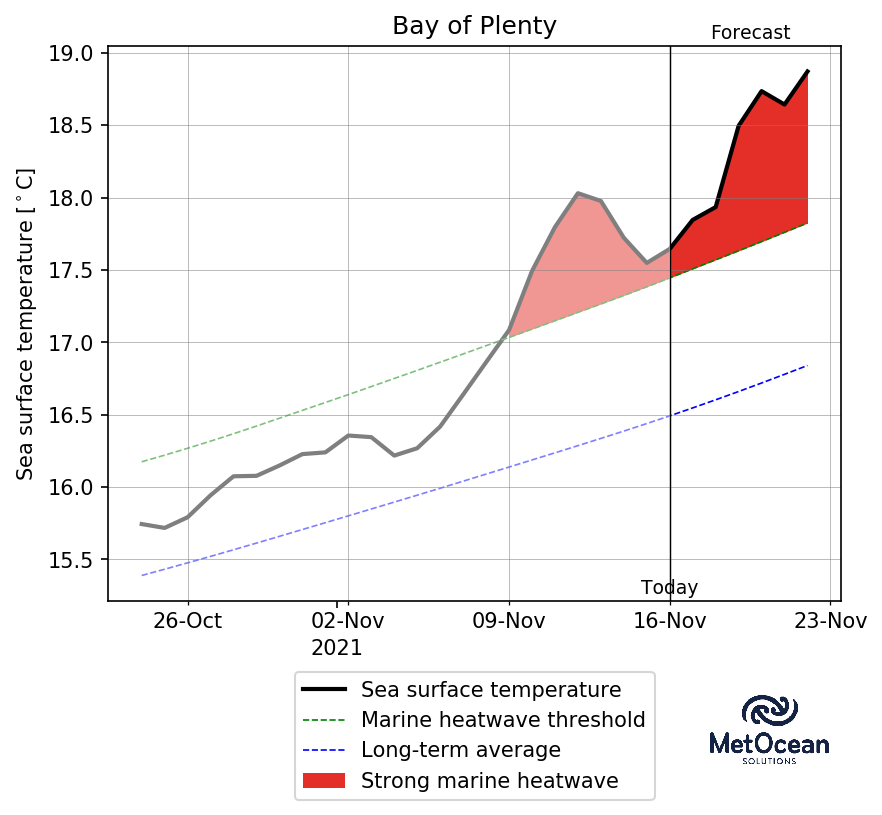 Bay of Plenty
Forecast
19.0
18.5
18.0
17.5
17.0
16.5
16.0
15.5
Sea surface temperature [ °C]
Today
26-Oct 02-Nov 09-Nov 16-Nov 23-Nov
2021
Sea surface temperature
Marine heatwave threshold
Long-term average
Strong marine heatwave
MetOcean
SOLUTIONS